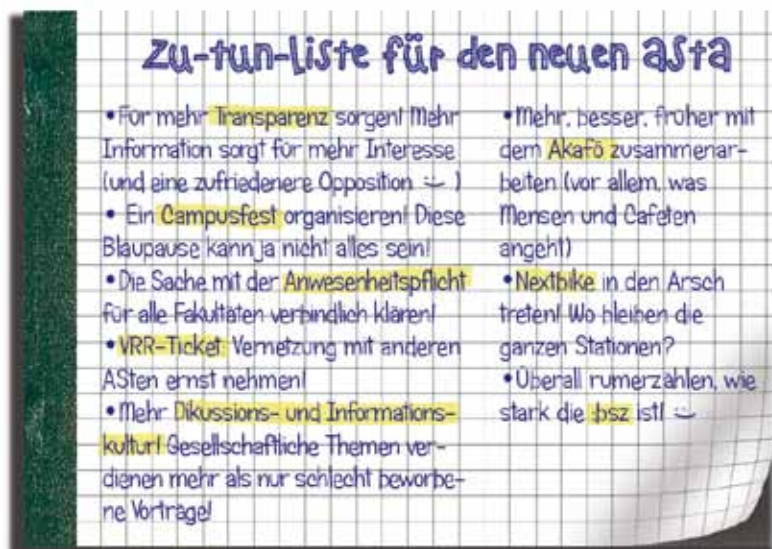 zu-tun-liste für den neuen asta
• Für mehr Transparenz sorgen! Mehr
Information sorgt für mehr Interesse
(und eine zufriedenere Opposition :-) )
• Ein Campusfest organisieren! Diese
Blaupause kann ja nicht alles sein!
• Die Sache mit der Anwesenheitspflicht
für alle Fakultäten verbindlich klären!
• VRR-Ticket: Vernetzung mit anderen
ASten ernst nehmen!
• Mehr Dikussions- und Informations-
kultur! Gesellschaftliche Themen ver-
dienen mehr als nur schlecht beworbe-
ne Vorträge!
• Mehr, besser, früher mit
dem Akafö zusammenar-
beiten (vor allem, was
Mensen und Cafeten
angeht)
• Nextbike in den Arsch
treten! Wo bleiben die
ganzen Stationen?
• Überall rumerzählen, wie
stark die :bsz ist! :-)